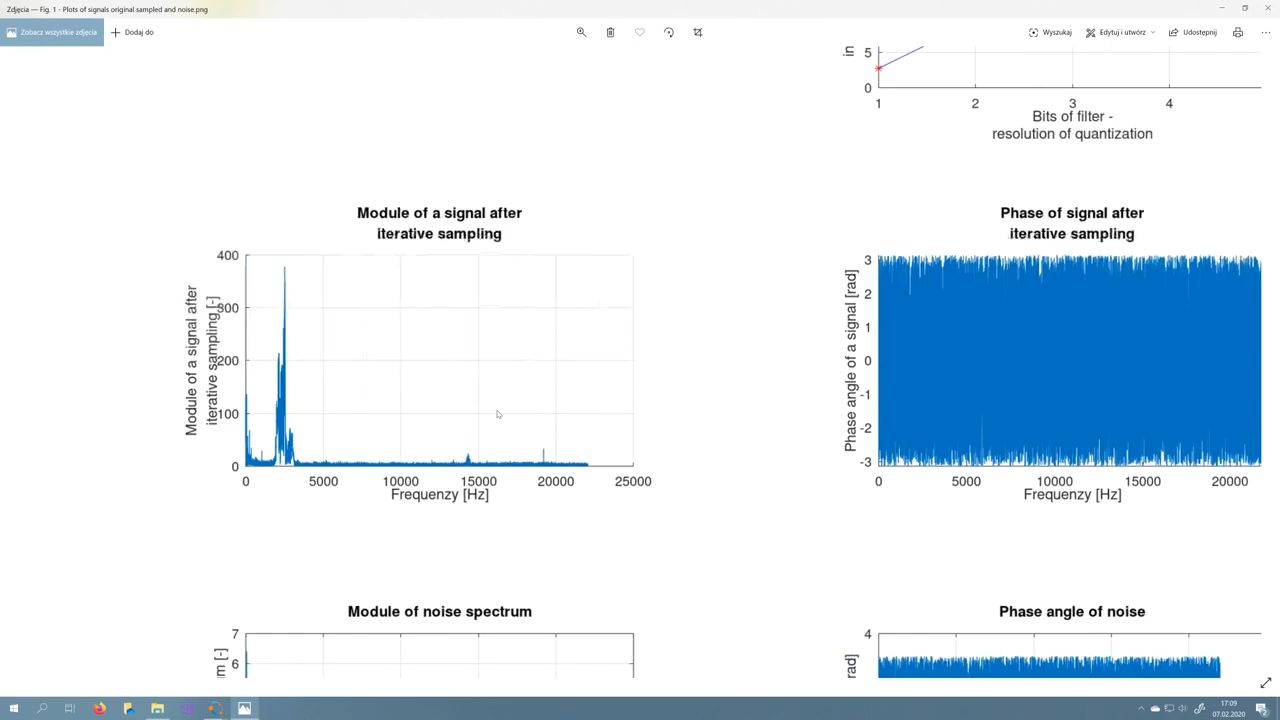 Zdjęcia — Fig. 1 - Plots of signals original sampled and noise.png
Zobacz wszystkie zdjęcia
Dodaj do
Wyszukaj
Edytuj i utwórz
Udostępnij
in
5
0
1 2 3 4
Bits of filter -
resolution of quantization
Module of a signal after
iterative sampling
400
300
200
100
0
Module of a signal after
iterative sampling [-]
0 5000 10000 15000 20000 25000
Frequenzy [Hz]
Phase of signal after
iterative sampling
3
2
1
0
-1
-2
-3
Phase angle of a signal [rad]
0 5000 10000 15000 20000
Frequenzy [Hz]
Module of noise spectrum
7
6
m [-]
Phase angle of noise
4
rad]
17:09
07.02.2020
2